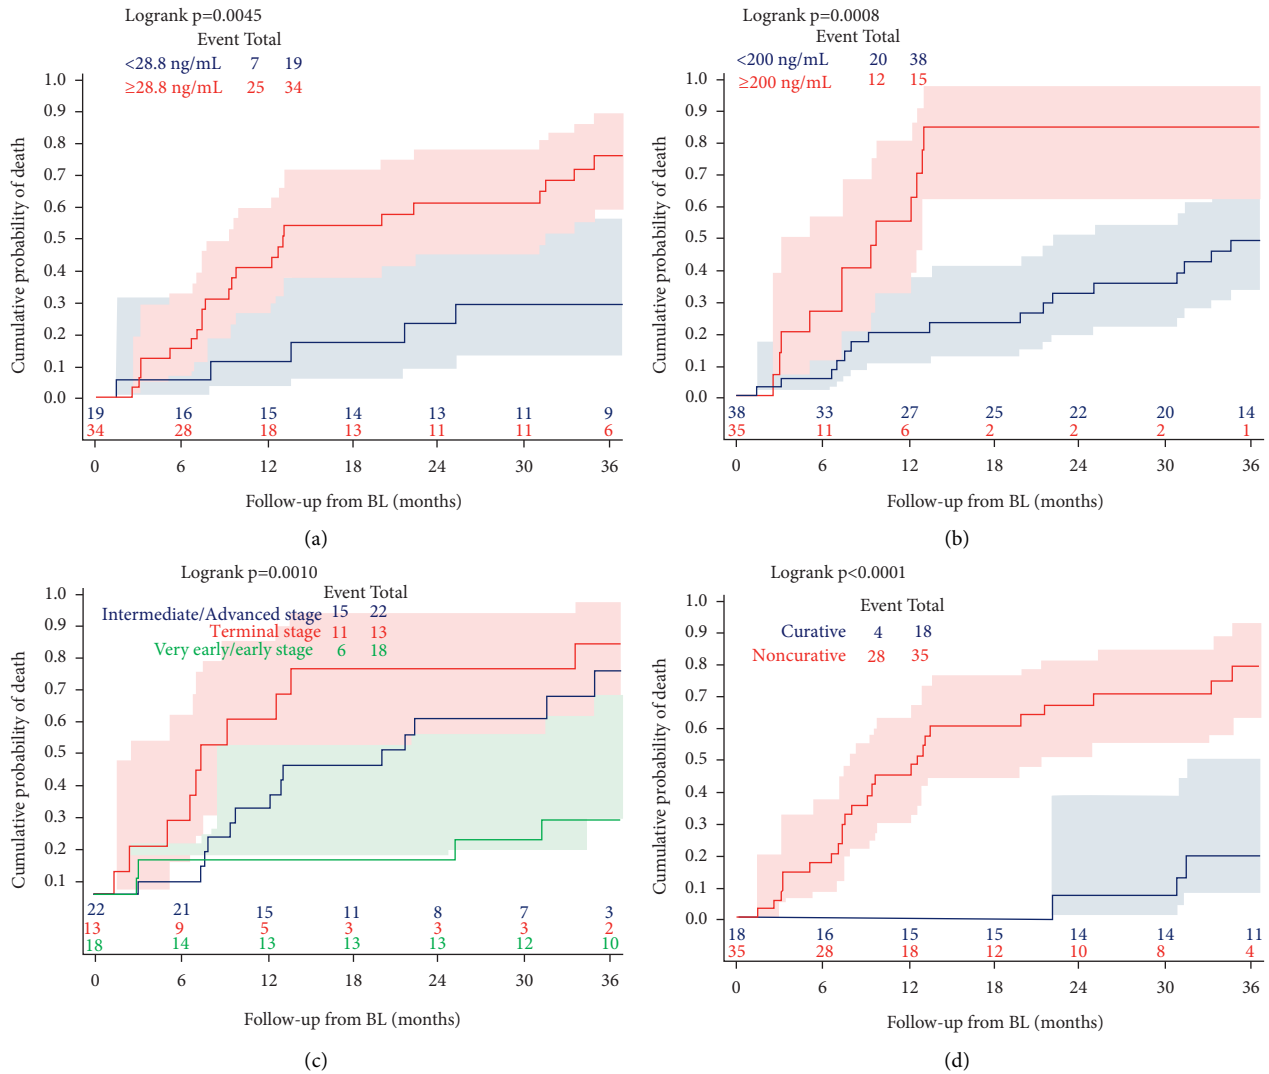 Logrank p=0.0045
Event Total
<28.8 ng/mL 7 19
≥28.8 ng/mL 25 34
Cumulative probability of death
1.0
0.9
0.8
0.7
0.6
0.5
0.4
0.3
0.2
0.1
0.0
19 16 15 14 13 11 9
34 28 18 13 11 11 6
0 6 12 18 24 30 36
Follow-up from BL (months)
(a)
Logrank p=0.0008
Event Total
<200 ng/mL 20 38
≥200 ng/mL 12 15
Cumulative probability of death
1.0
0.9
0.8
0.7
0.6
0.5
0.4
0.3
0.2
0.1
0.0
38 33 27 25 22 20 14
35 11 6 2 2 2 1
0 6 12 18 24 30 36
Follow-up from BL (months)
(b)
Logrank p=0.0010
Event Total
Intermediate/Advanced stage 15 22
Terminal stage 11 13
Very early/early stage 6 18
Cumulative probability of death
1.0
0.9
0.8
0.7
0.6
0.5
0.4
0.3
0.2
0.1
22 21 15 11 8 7 3
13 9 5 3 3 3 2
18 14 13 13 13 12 10
0 6 12 18 24 30 36
Follow-up from BL (months)
(c)
Logrank p<0.0001
Event Total
Curative 4 18
Noncurative 28 35
Cumulative probability of death
1.0
0.9
0.8
0.7
0.6
0.5
0.4
0.3
0.2
0.1
0.0
18 16 15 15 14 14 11
35 28 18 12 10 8 4
0 6 12 18 24 30 36
Follow-up from BL (months)
(d)